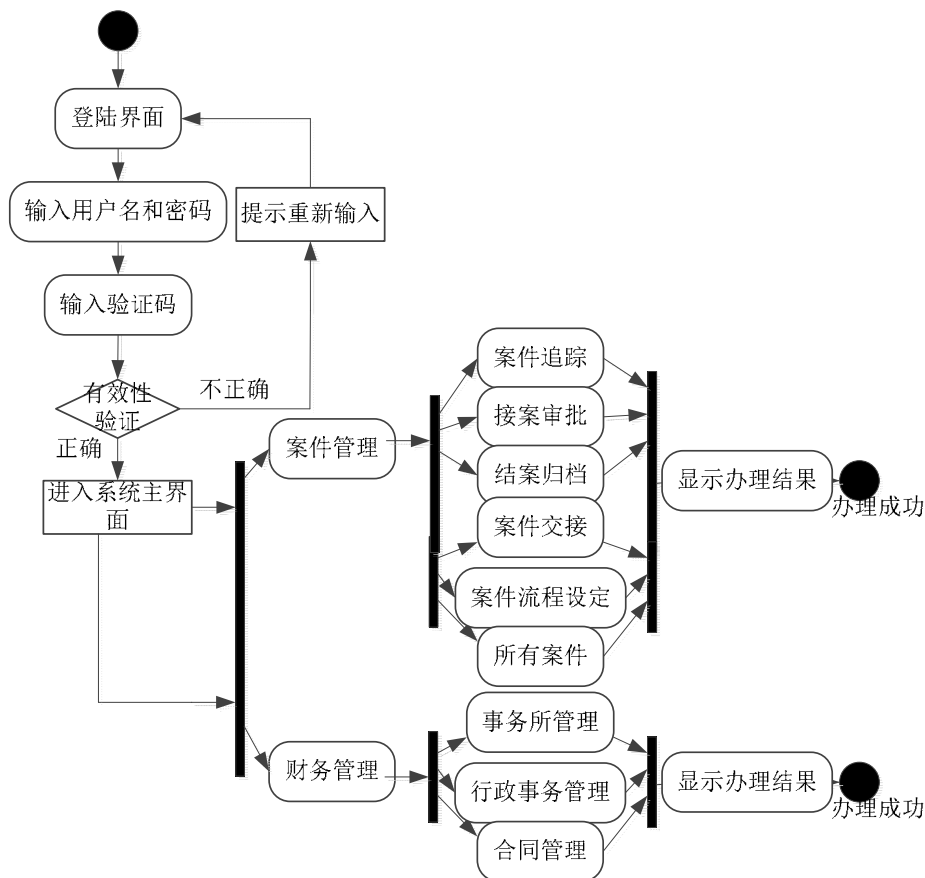 登陆界面
输入用户名和密码
提示重新输入
输入验证码
有效性
验证
不正确
正确
进入系统主界
面
案件管理
案件追踪
接案审批
结案归档
案件交接
案件流程设定
所有案件
显示办理结果
办理成功
财务管理
事务所管理
行政事务管理
合同管理
显示办理结果
办理成功